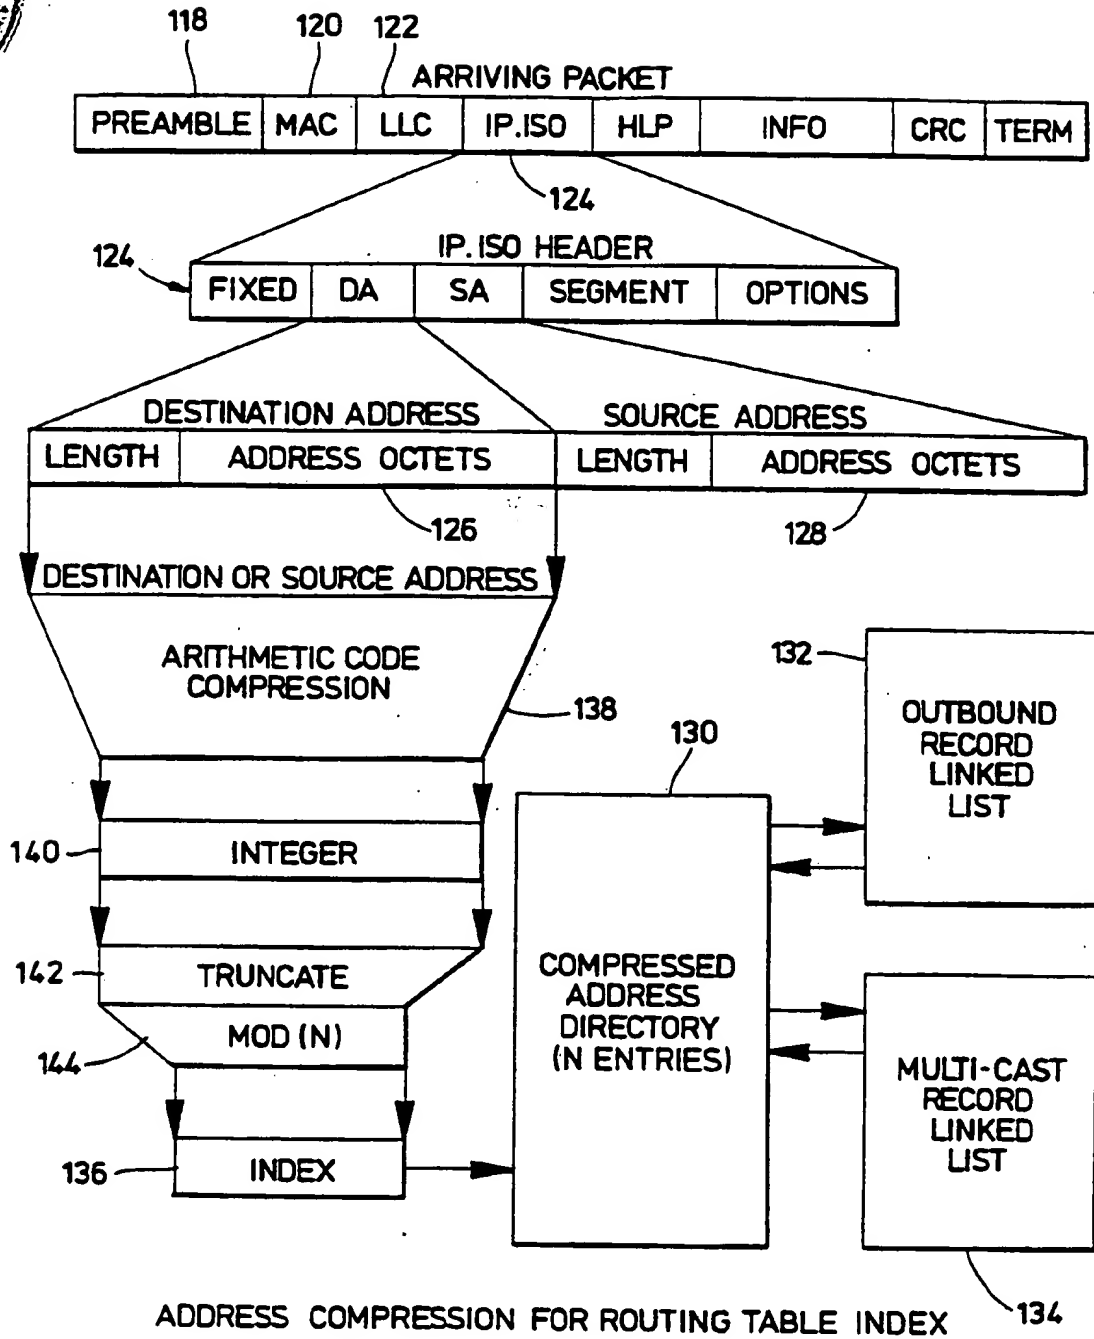 118 120 122
ARRIVING PACKET
PREAMBLE MAC LLC IP.ISO HLP INFO CRC TERM
124
IP.ISO HEADER
124
FIXED DA SA SEGMENT OPTIONS
DESTINATION ADDRESS SOURCE ADDRESS
LENGTH ADDRESS OCTETS LENGTH ADDRESS OCTETS
126 128
DESTINATION OR SOURCE ADDRESS
ARITHMETIC CODE
COMPRESSION
138
140
INTEGER
142
TRUNCATE
144
MOD (N)
136
INDEX
130
COMPRESSED
ADDRESS
DIRECTORY
(N ENTRIES)
132
OUTBOUND
RECORD
LINKED
LIST
MULTI-CAST
RECORD
LINKED
LIST
134
ADDRESS COMPRESSION FOR ROUTING TABLE INDEX